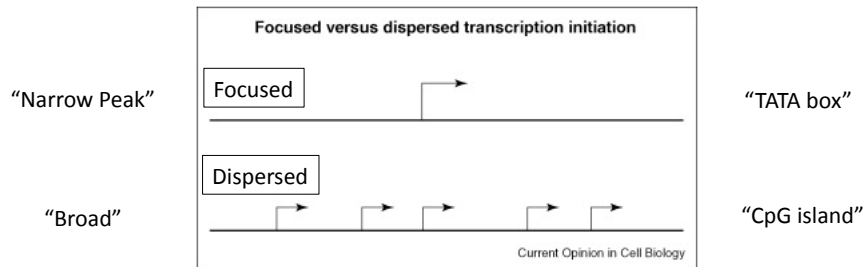 Focused versus dispersed transcription initiation
“Narrow Peak”
Focused
“TATA box”
Dispersed
“Broad”
“CpG island”
Current Opinion in Cell Biology